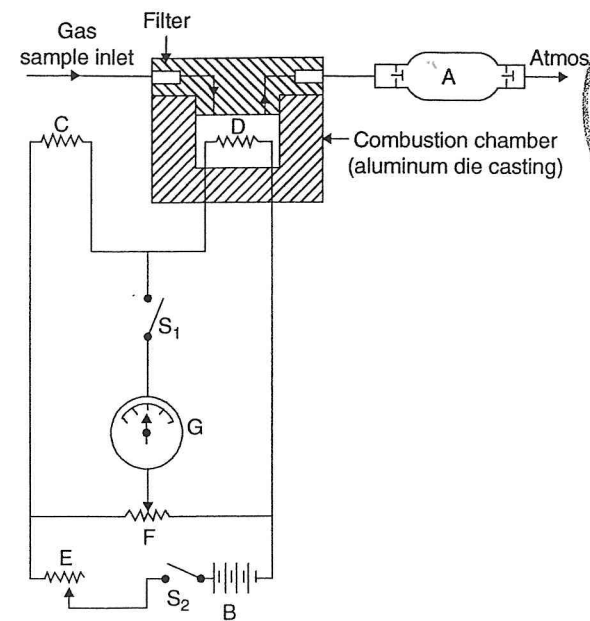 Filter
Gas
sample inlet
A
Atmos
C
D
Combustion chamber
(aluminum die casting)
S1
G
F
E
S2
B